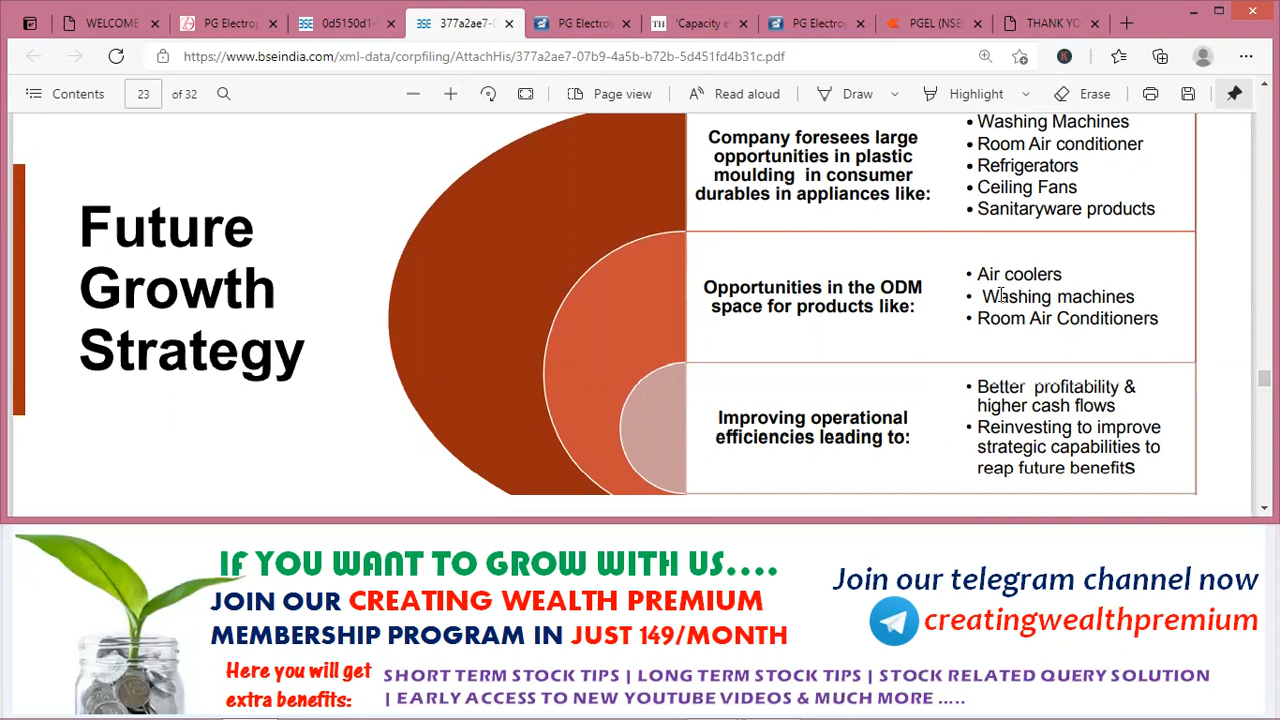 WELCOME
PG Electrop
0d5150d1-
377a2ae7-0
PG Electrop
TH
'Capacity e
PG Electrop
PGEL (NSE
THANK YO
https://www.bseindia.com/xml-data/corpfiling/AttachHis/377a2ae7-07b9-4a5b-b72b-5d451fd4b31c.pdf
K
Contents
23
of 32
Page view
Read aloud
Draw
Highlight
Erase
Future
Growth
Strategy
Company foresees large
opportunities in plastic
moulding in consumer
durables in appliances like:
• Washing Machines
• Room Air conditioner
• Refrigerators
• Ceiling Fans
• Sanitaryware products
Opportunities in the ODM
space for products like:
• Air coolers
• Washing machines
• Room Air Conditioners
Improving operational
efficiencies leading to:
• Better profitability &
higher cash flows
• Reinvesting to improve
strategic capabilities to
reap future benefits
IF YOU WANT TO GROW WITH US....
JOIN OUR CREATING WEALTH PREMIUM
MEMBERSHIP PROGRAM IN JUST 149/MONTH
Join our telegram channel now
creatingwealthpremium
Here you will get
extra benefits:
SHORT TERM STOCK TIPS | LONG TERM STOCK TIPS | STOCK RELATED QUERY SOLUTION
| EARLY ACCESS TO NEW YOUTUBE VIDEOS & MUCH MORE .....